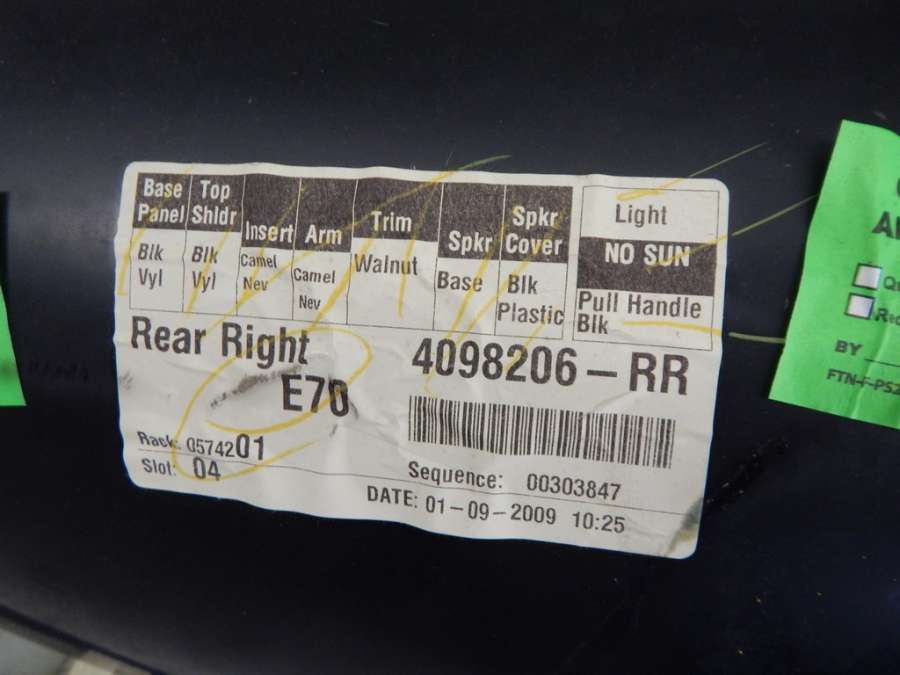 Base Panel
Top Shldr
Insert
Arm
Trim
Spkr
Spkr Cover
Light
NO SUN
Blk Vyl
Blk Vyl
Camel Nev
Camel Nev
Walnut
Base
Blk Plastic
Pull Handle
Blk
Rear Right
4098206-RR
E70
Rack: 0574201
Slot: 04
Sequence: 00303847
DATE: 01-09-2009 10:25
BY